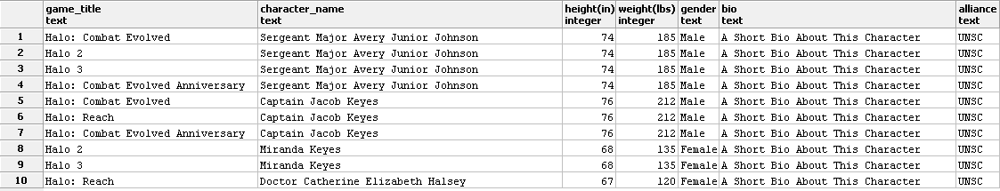 game_title character_name height(in) weight(lbs) gender bio alliance
text text integer integer text text text
1 Halo: Combat Evolved Sergeant Major Avery Junior Johnson 74 185 Male A Short Bio About This Character UNSC
2 Halo 2 Sergeant Major Avery Junior Johnson 74 185 Male A Short Bio About This Character UNSC
3 Halo 3 Sergeant Major Avery Junior Johnson 74 185 Male A Short Bio About This Character UNSC
4 Halo: Combat Evolved Anniversary Sergeant Major Avery Junior Johnson 74 185 Male A Short Bio About This Character UNSC
5 Halo: Combat Evolved Captain Jacob Keyes 76 212 Male A Short Bio About This Character UNSC
6 Halo: Reach Captain Jacob Keyes 76 212 Male A Short Bio About This Character UNSC
7 Halo: Combat Evolved Anniversary Captain Jacob Keyes 76 212 Male A Short Bio About This Character UNSC
8 Halo 2 Miranda Keyes 68 135 Female A Short Bio About This Character UNSC
9 Halo 3 Miranda Keyes 68 135 Female A Short Bio About This Character UNSC
10 Halo: Reach Doctor Catherine Elizabeth Halsey 67 120 Female A Short Bio About This Character UNSC